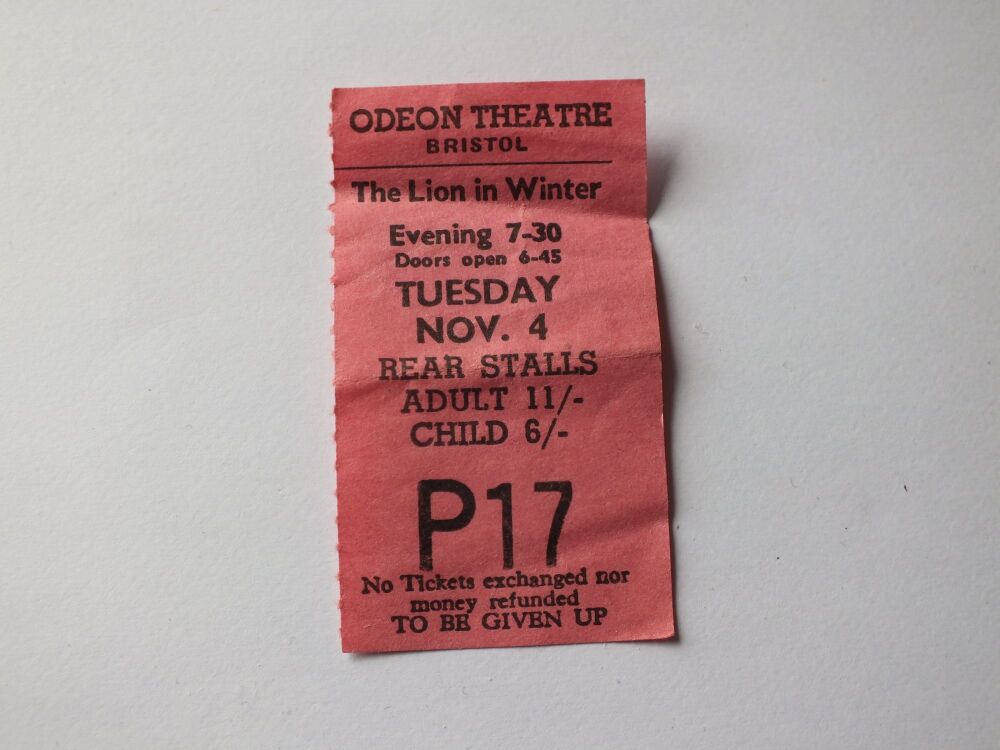 ODEON THEATRE
BRISTOL
The Lion in Winter
Evening 7-30
Doors open 6-45
TUESDAY
NOV. 4
REAR STALLS
ADULT 11/-
CHILD 6/-
P17
No Tickets exchanged nor
money refunded
TO BE GIVEN UP